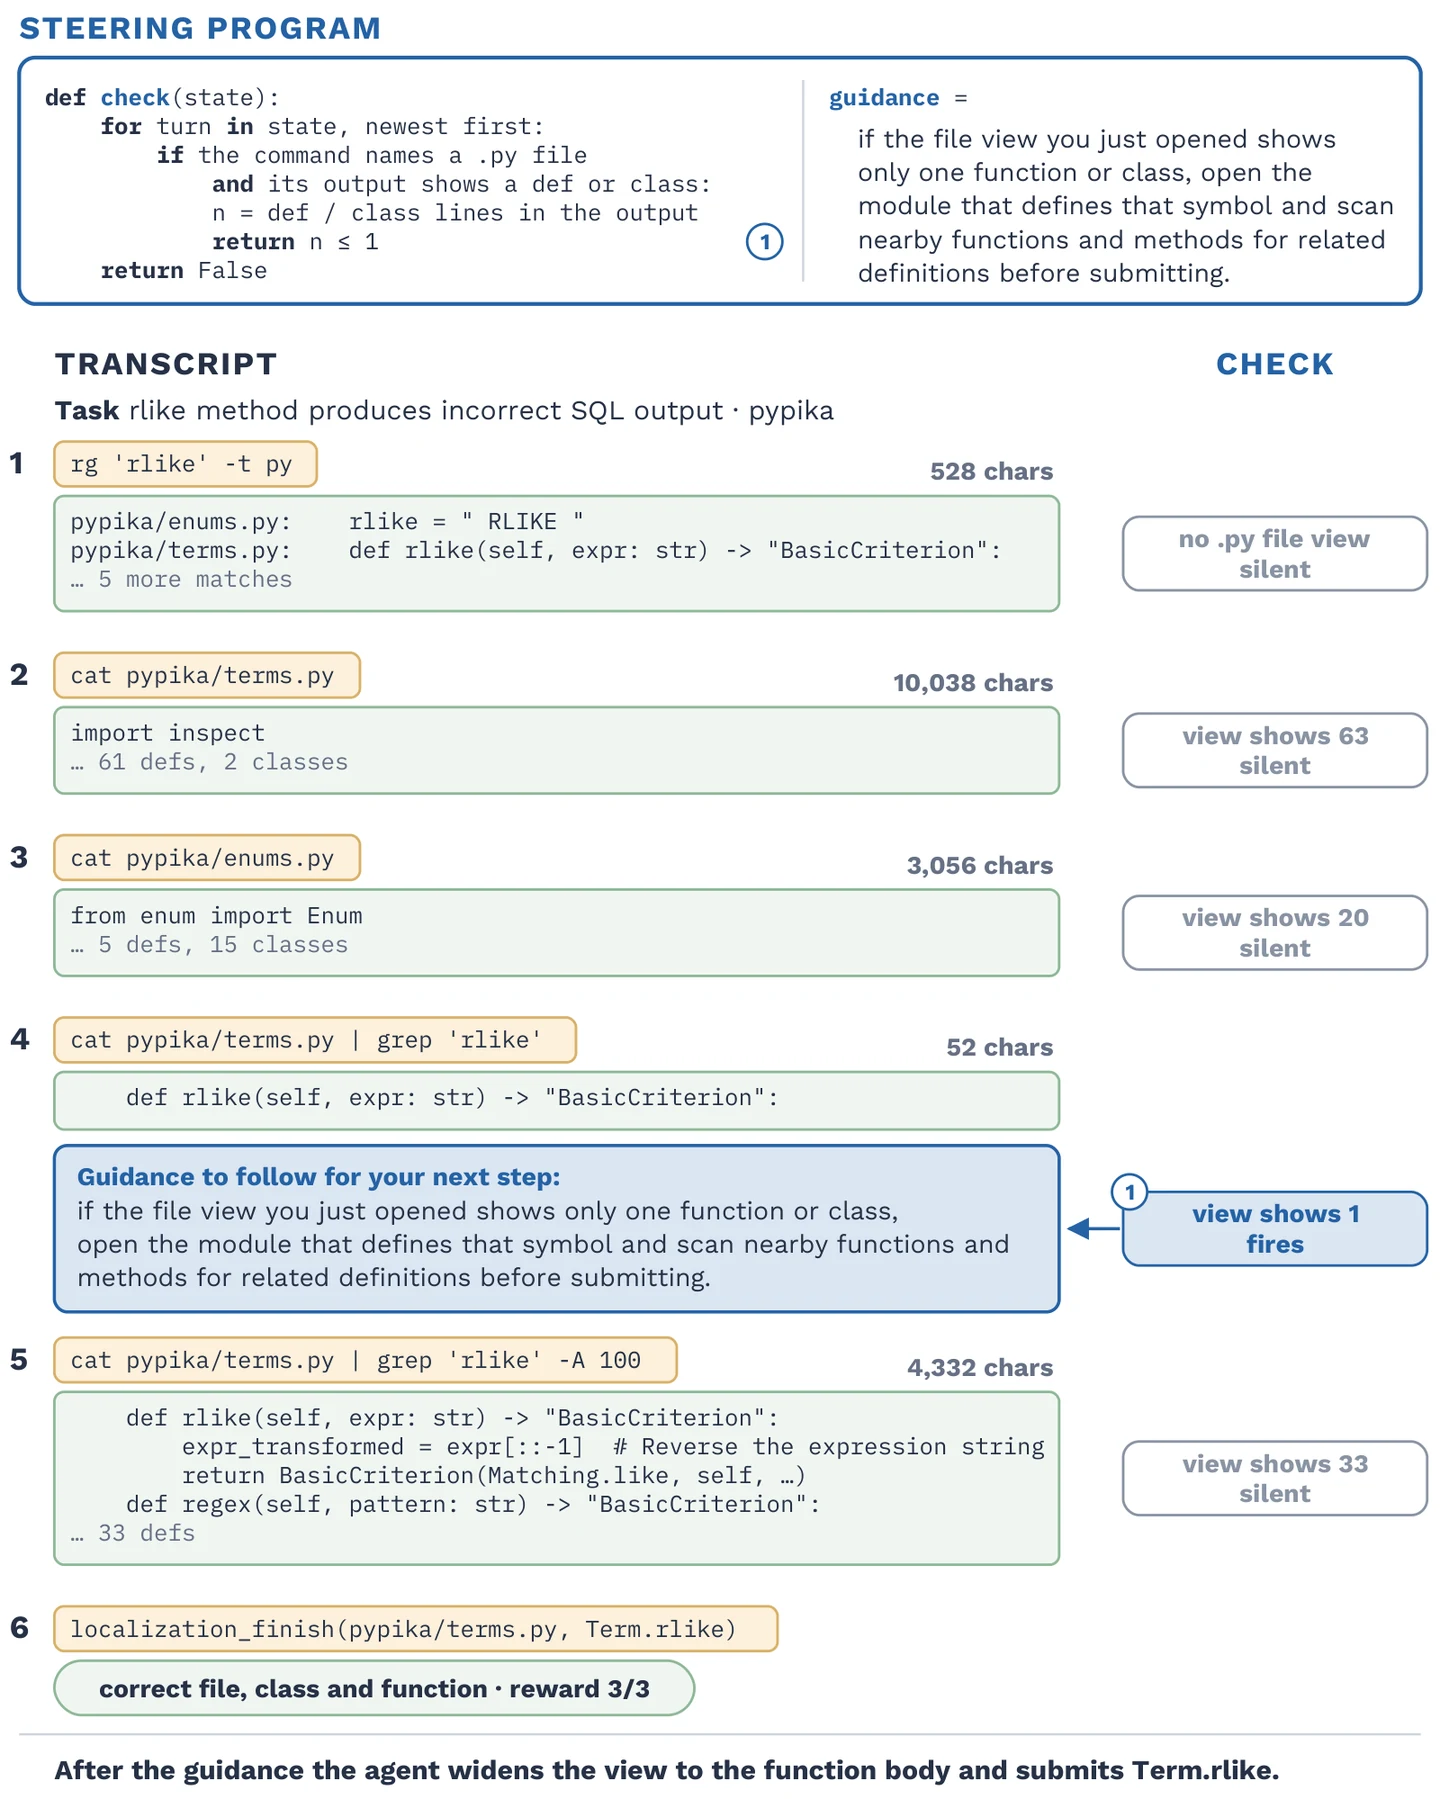 STEERING PROGRAM
def check(state):
for turn in state, newest first:
if the command names a .py file
and its output shows a def or class:
n = def / class lines in the output
return n ≤ 1
return False
1
guidance =
if the file view you just opened shows
only one function or class, open the
module that defines that symbol and scan
nearby functions and methods for related
definitions before submitting.
TRANSCRIPT
CHECK
Task rlike method produces incorrect SQL output · pypika
1
rg 'rlike' -t py
528 chars
pypika/enums.py:    rlike = " RLIKE "
pypika/terms.py:    def rlike(self, expr: str) -> "BasicCriterion":
… 5 more matches
no .py file view
silent
2
cat pypika/terms.py
10,038 chars
import inspect
… 61 defs, 2 classes
view shows 63
silent
3
cat pypika/enums.py
3,056 chars
from enum import Enum
… 5 defs, 15 classes
view shows 20
silent
4
cat pypika/terms.py | grep 'rlike'
52 chars
def rlike(self, expr: str) -> "BasicCriterion":
Guidance to follow for your next step:
if the file view you just opened shows only one function or class,
open the module that defines that symbol and scan nearby functions and
methods for related definitions before submitting.
1
view shows 1
fires
5
cat pypika/terms.py | grep 'rlike' -A 100
4,332 chars
def rlike(self, expr: str) -> "BasicCriterion":
expr_transformed = expr[::-1]  # Reverse the expression string
return BasicCriterion(Matching.like, self, …)
def regex(self, pattern: str) -> "BasicCriterion":
… 33 defs
view shows 33
silent
6
localization_finish(pypika/terms.py, Term.rlike)
correct file, class and function · reward 3/3
After the guidance the agent widens the view to the function body and submits Term.rlike.